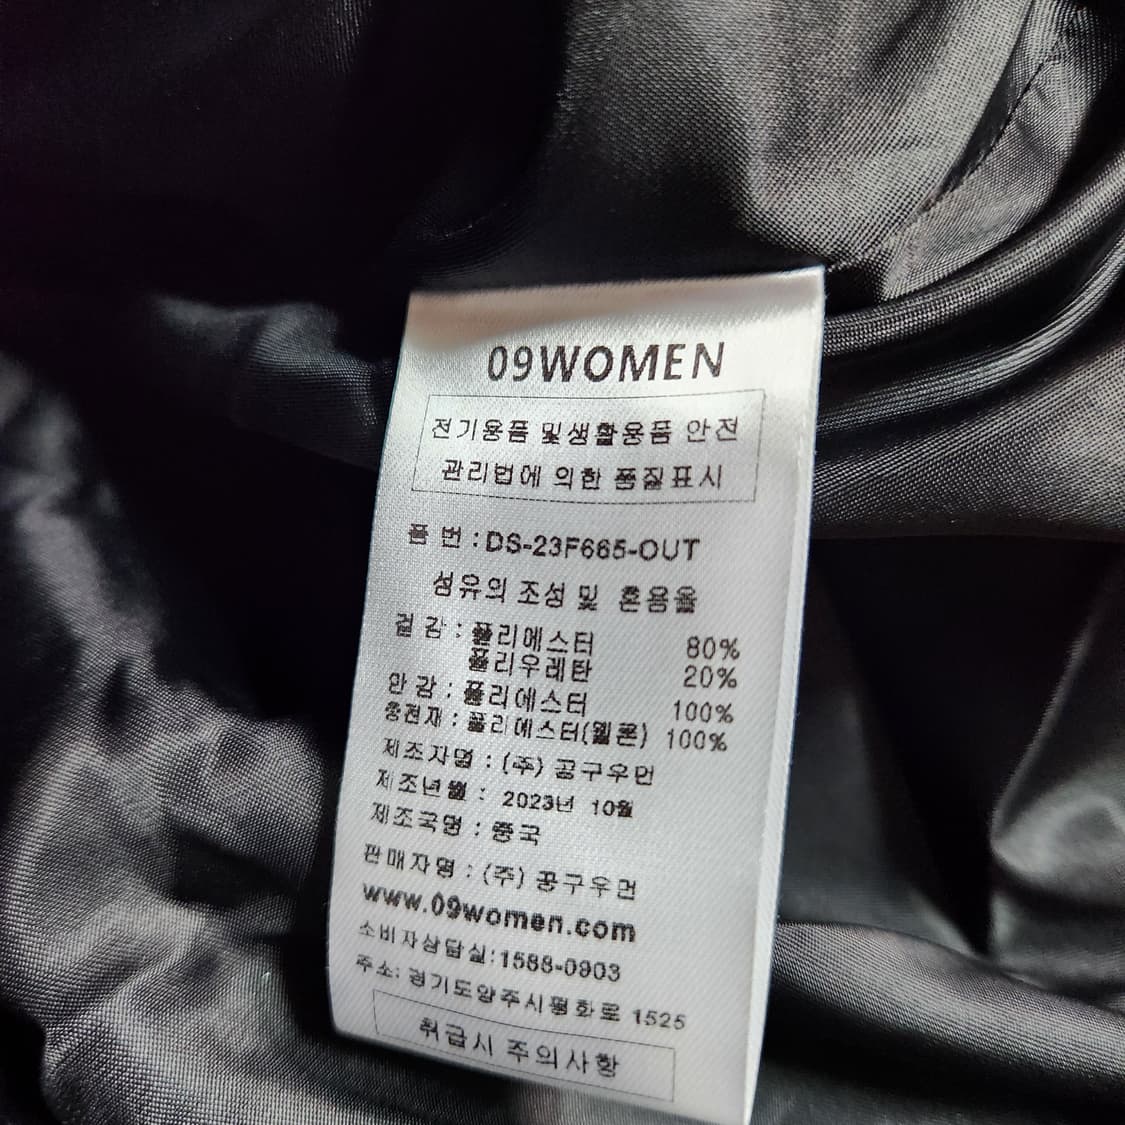 09WOMEN
전기용품 및생활용품 안전
관리법에 의한 품질표시
품 번 : DS-23F665-OUT
섬유의 조성 및 혼용율
겉 감 : 폴리에스터 80%
폴리우레탄 20%
안 감 : 폴리에스터 100%
충전재 : 폴리에스터(웰론) 100%
제조자명 : (주) 공구우먼
제조년월 : 2023년 10월
제조국명 : 중국
판매자명 : (주) 공구우먼
www.09women.com
소비자상담실:1588-0903
주소: 경기도양주시평화로 1525
취급시 주의사항